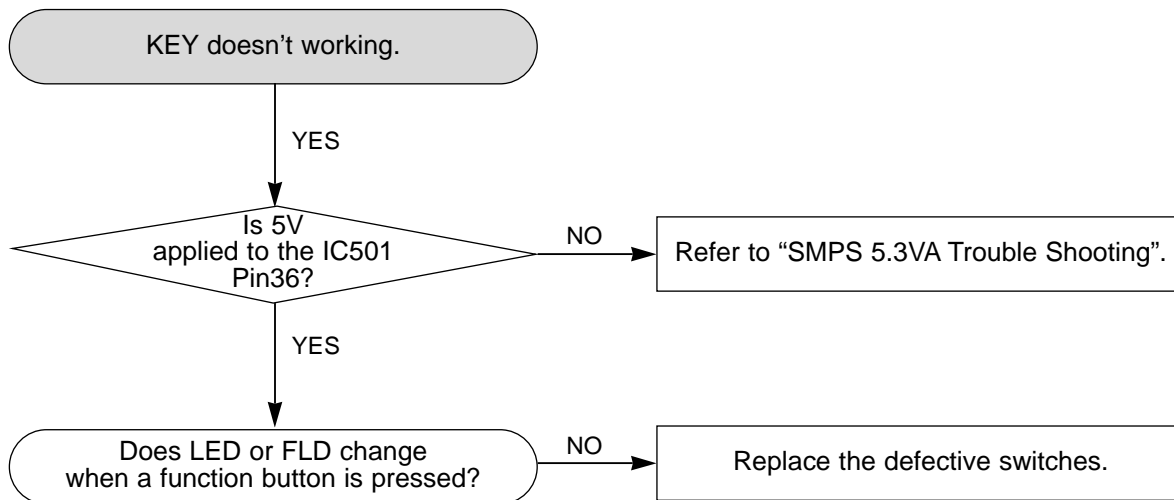 KEY doesn't working.
YES
Is 5V
applied to the IC501
Pin36?
NO
Refer to “SMPS 5.3VA Trouble Shooting”.
YES
Does LED or FLD change
when a function button is pressed?
NO
Replace the defective switches.